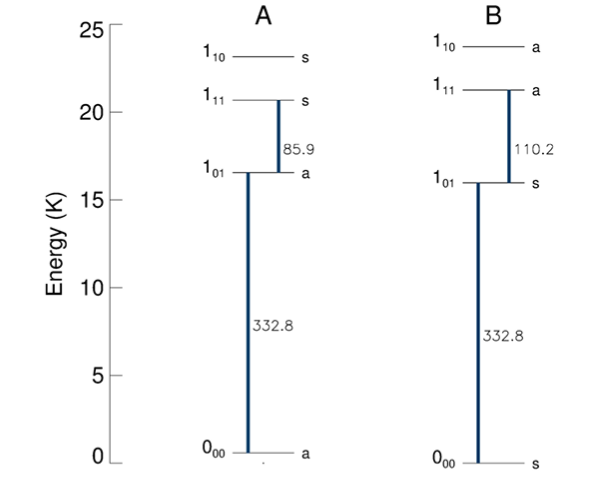 A
B
Energy (K)
25
20
15
10
5
0
1₁₀ s
1₁₁ s
85.9
1₀₁ a
332.8
0₀₀ a
1₁₀ a
1₁₁ a
110.2
1₀₁ s
332.8
0₀₀ s